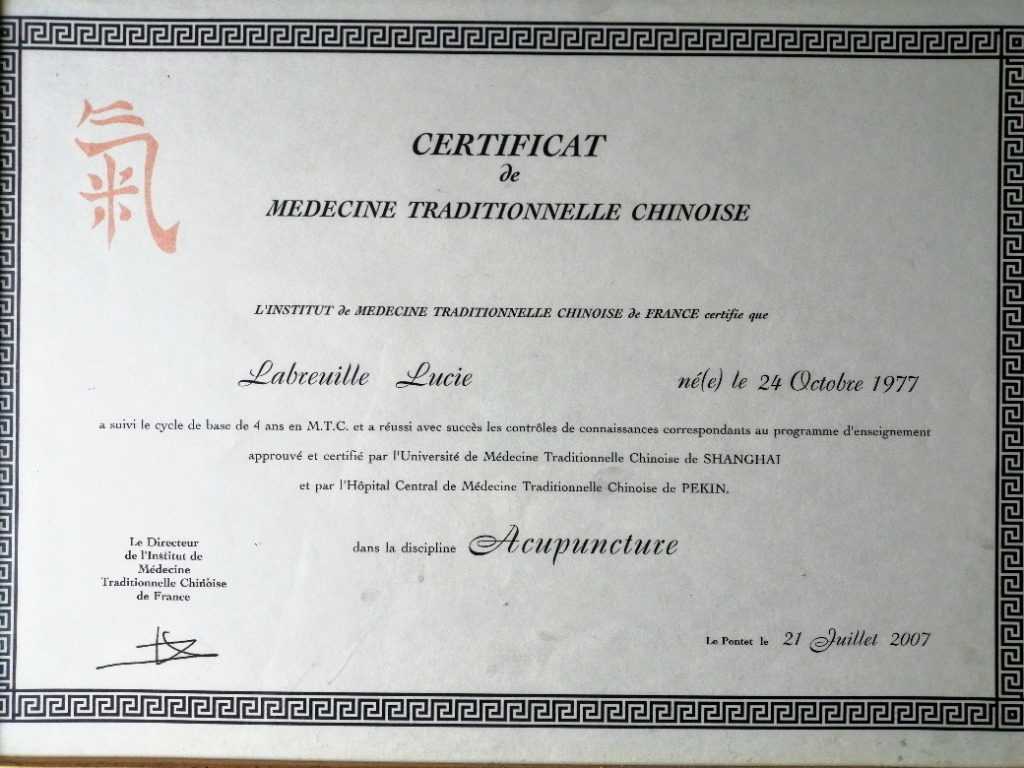 氣
CERTIFICAT
de
MEDECINE TRADITIONNELLE CHINOISE
L'INSTITUT de MEDECINE TRADITIONNELLE CHINOISE de FRANCE certifie que
Labreuille Lucie né(e) le 24 Octobre 1977
a suivi le cycle de base de 4 ans en M.T.C. et a réussi avec succès les contrôles de connaissances correspondants au programme d'enseignement
approuvé et certifié par l'Université de Médecine Traditionnelle Chinoise de SHANGHAI
et par l'Hôpital Central de Médecine Traditionnelle Chinoise de PEKIN.
dans la discipline Acupuncture
Le Directeur
de l'Institut de
Médecine
Traditionnelle Chinoise
de France
Le Pontet le 21 Juillet 2007